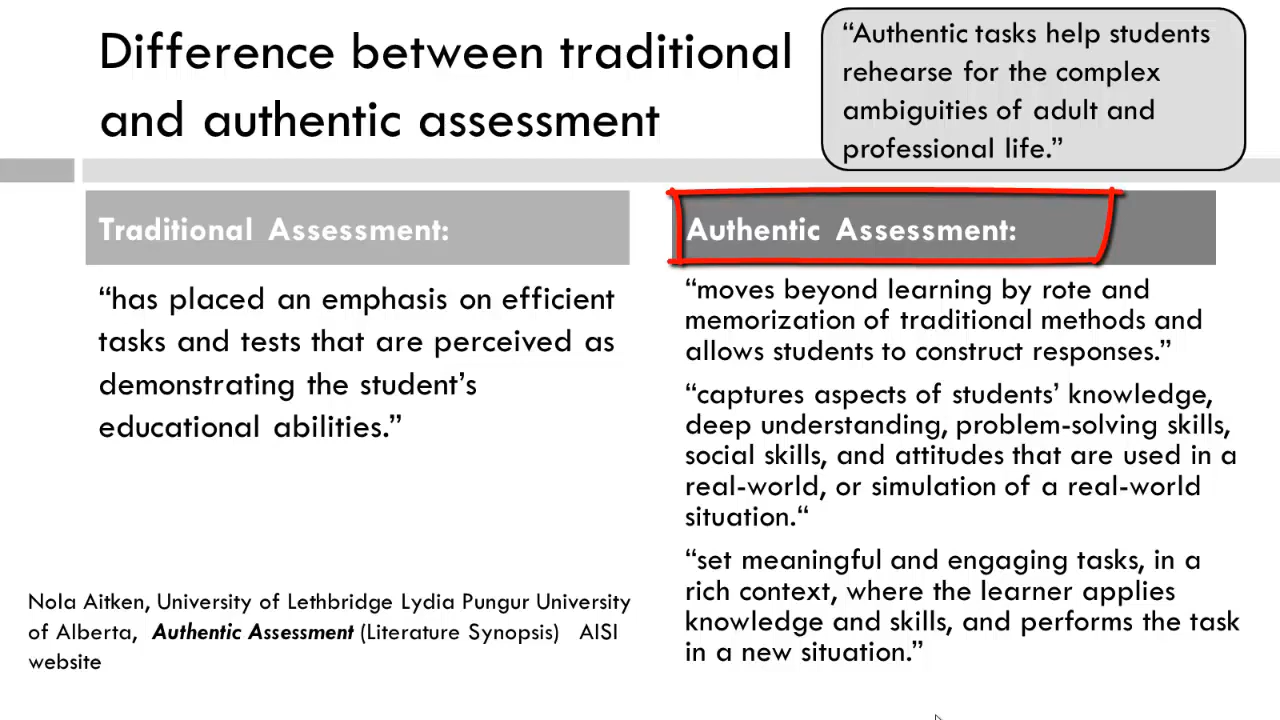 Difference between traditional
and authentic assessment
“Authentic tasks help students
rehearse for the complex
ambiguities of adult and
professional life.”
Traditional Assessment:
“has placed an emphasis on efficient
tasks and tests that are perceived as
demonstrating the student’s
educational abilities.”
Nola Aitken, University of Lethbridge Lydia Pungur University
of Alberta, Authentic Assessment (Literature Synopsis) AISI
website
Authentic Assessment:
“moves beyond learning by rote and
memorization of traditional methods and
allows students to construct responses.”
“captures aspects of students’ knowledge,
deep understanding, problem-solving skills,
social skills, and attitudes that are used in a
real-world, or simulation of a real-world
situation.“
“set meaningful and engaging tasks, in a
rich context, where the learner applies
knowledge and skills, and performs the task
in a new situation.”